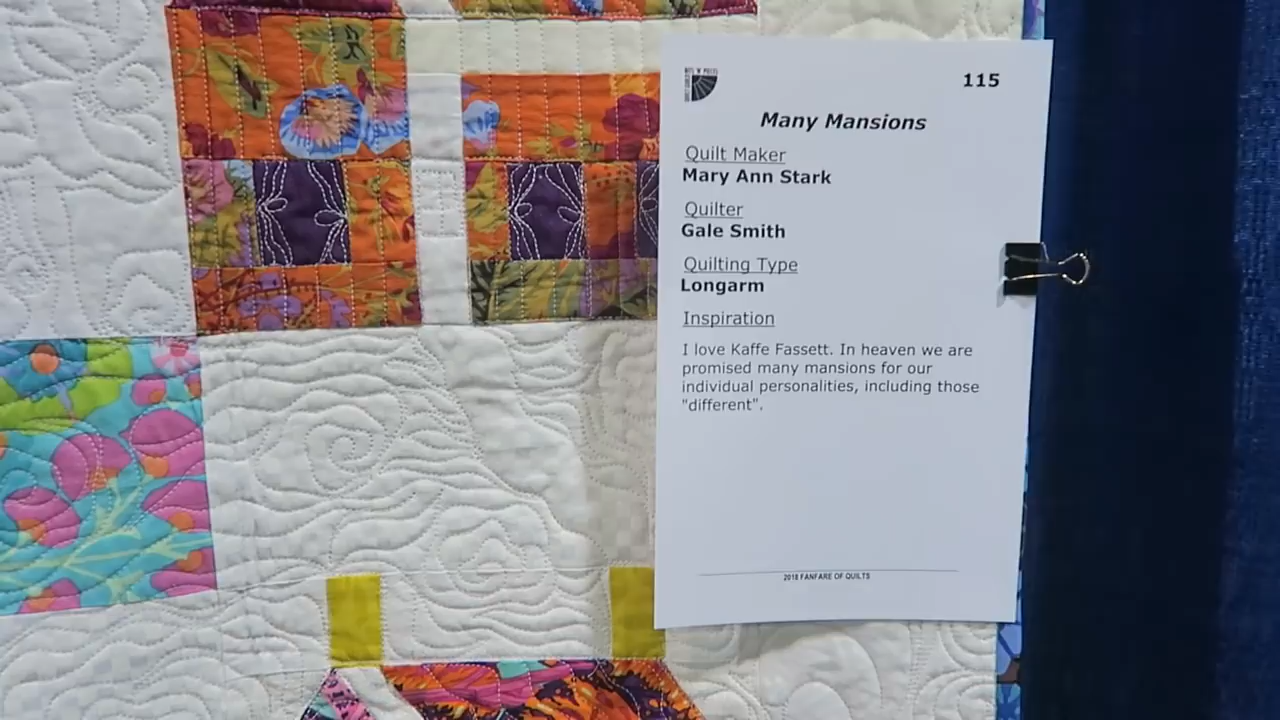 115
Many Mansions
Quilt Maker
Mary Ann Stark
Quilter
Gale Smith
Quilting Type
Longarm
Inspiration
I love Kaffe Fassett. In heaven we are
promised many mansions for our
individual personalities, including those
"different".
2018 FANFARE OF QUILTS